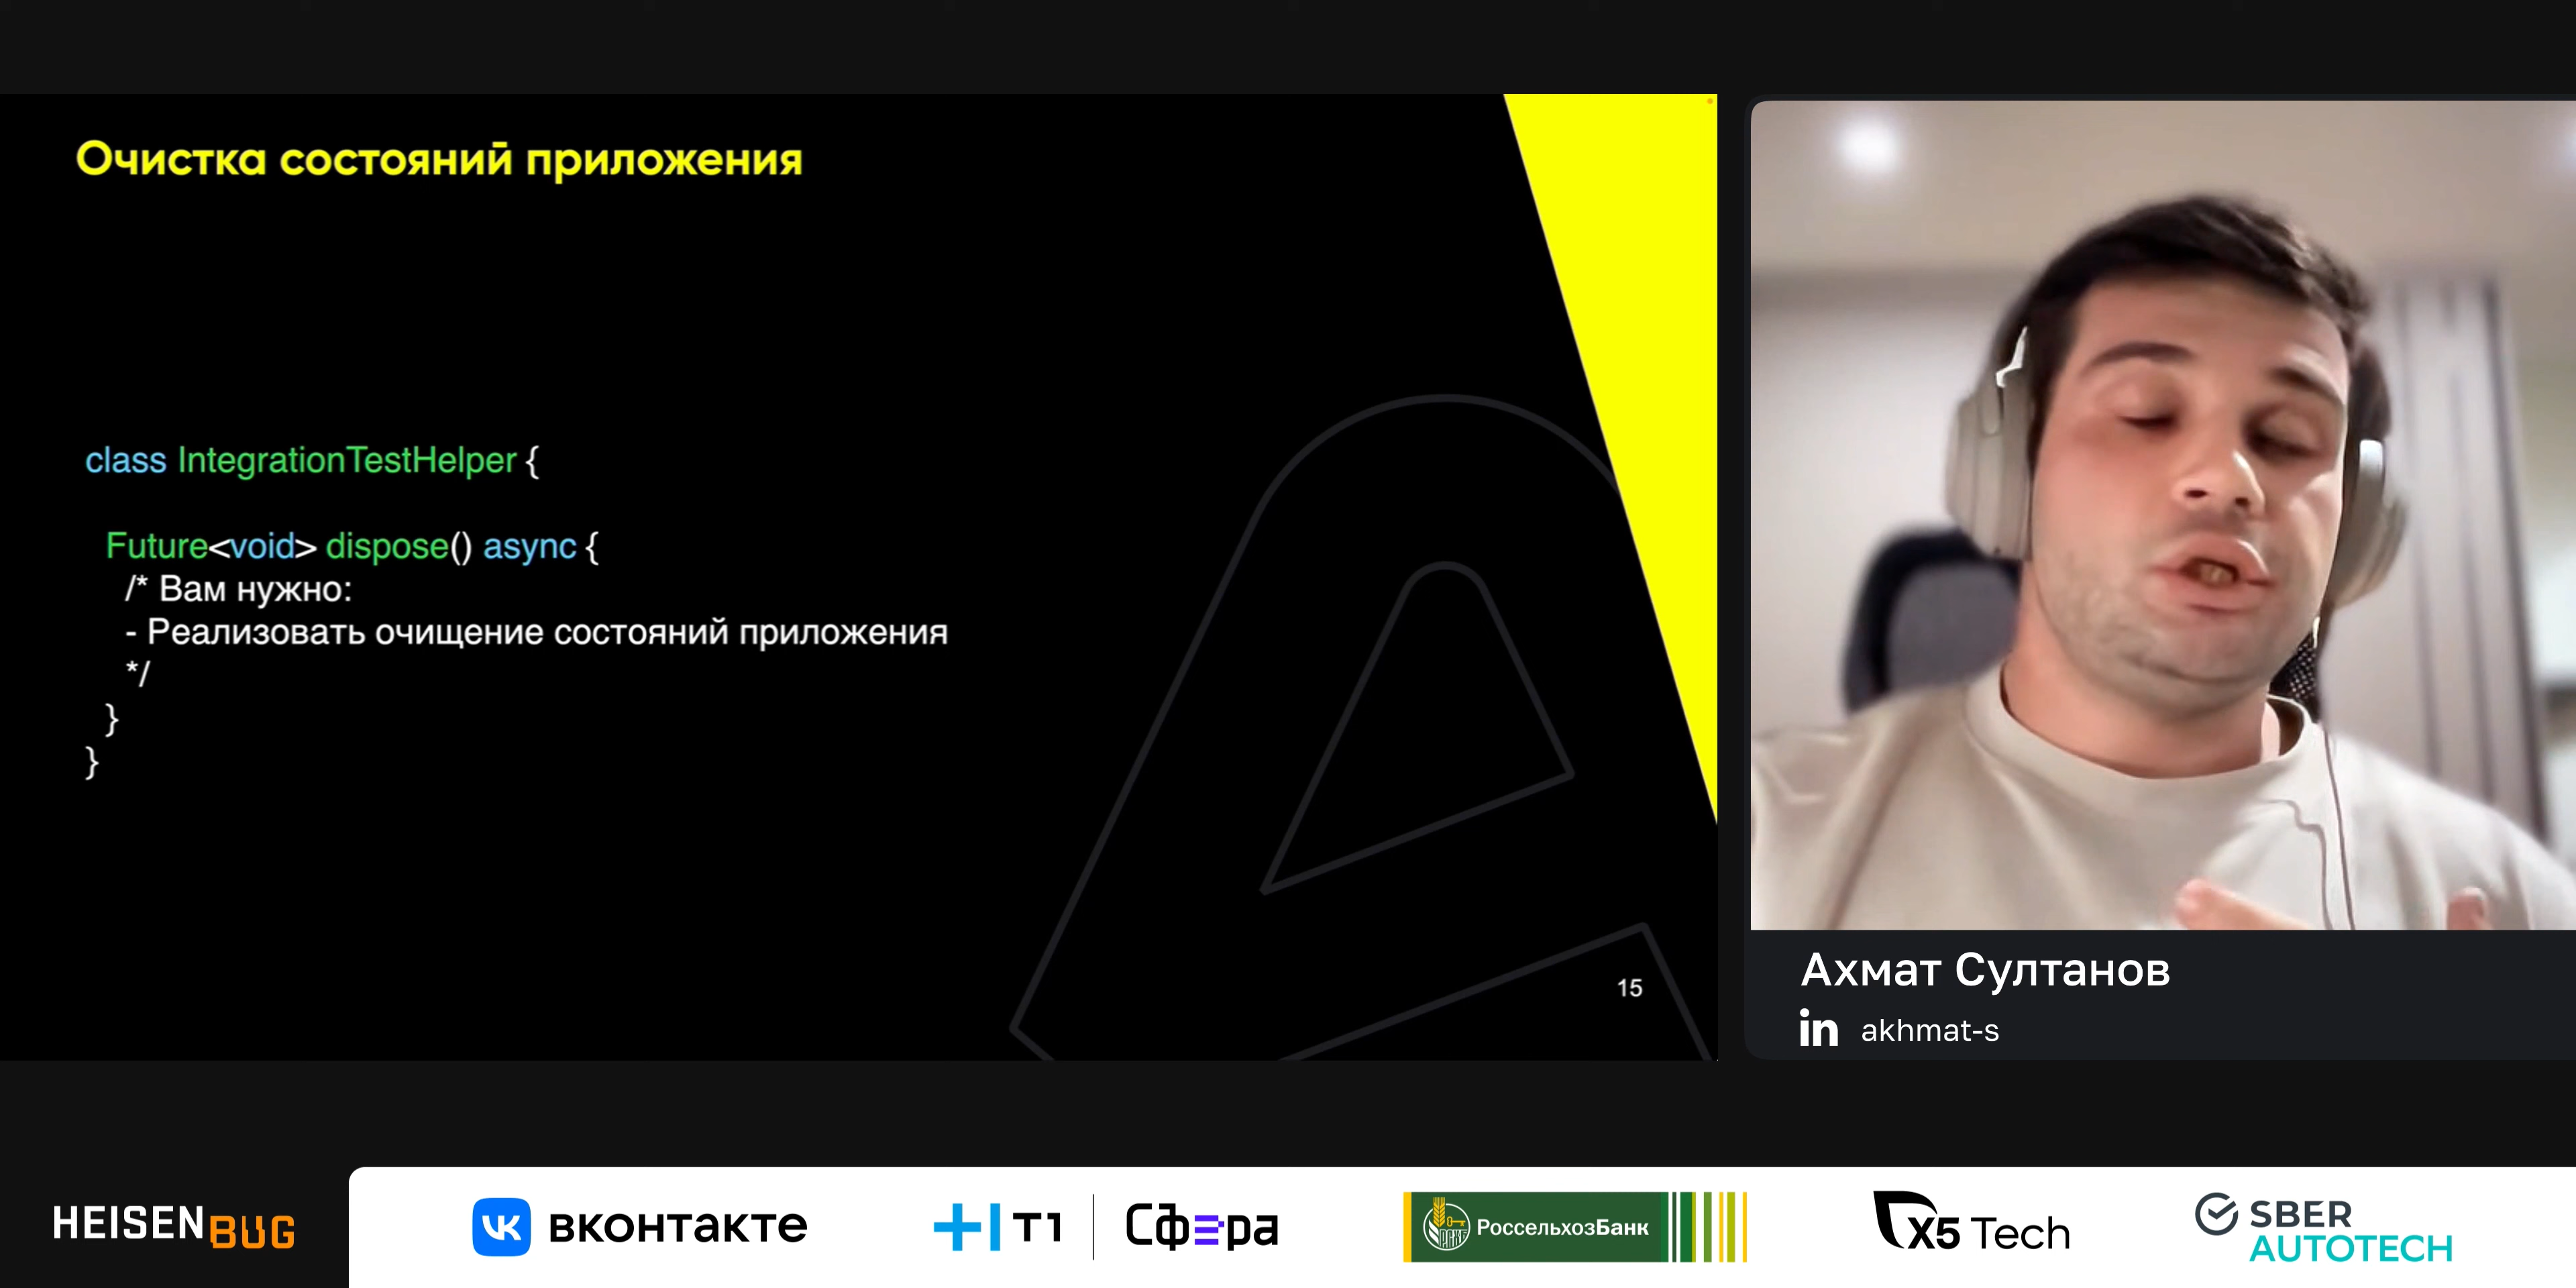 Очистка состояний приложения
class IntegrationTestHelper {
Future<void> dispose() async {
/* Вам нужно:
- Реализовать очищение состояний приложения
*/
}
}
15
Ахмат Султанов
in akhmat-s
HEISENBUG
VK ВКОНТАКТЕ
Т1
Сфера
РоссельхозБанк
X5 Tech
SBER
AUTOTECH